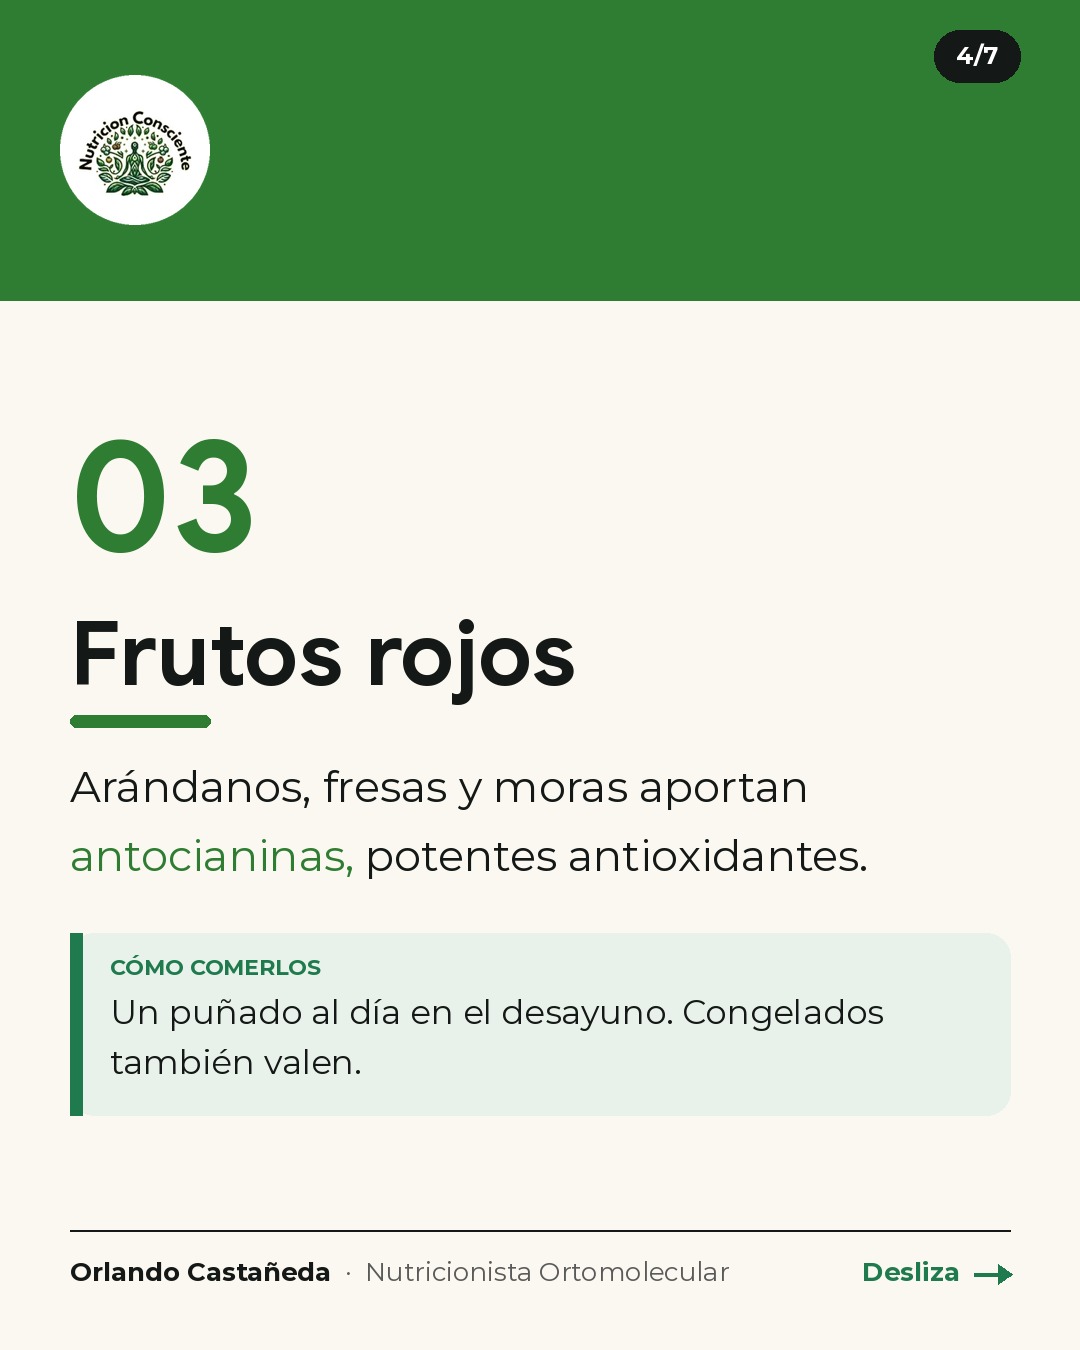 4/7
Nutricion Consciente
03
Frutos rojos
Arándanos, fresas y moras aportan
antocianinas, potentes antioxidantes.
CÓMO COMERLOS
Un puñado al día en el desayuno. Congelados
también valen.
Orlando Castañeda · Nutricionista Ortomolecular
Desliza